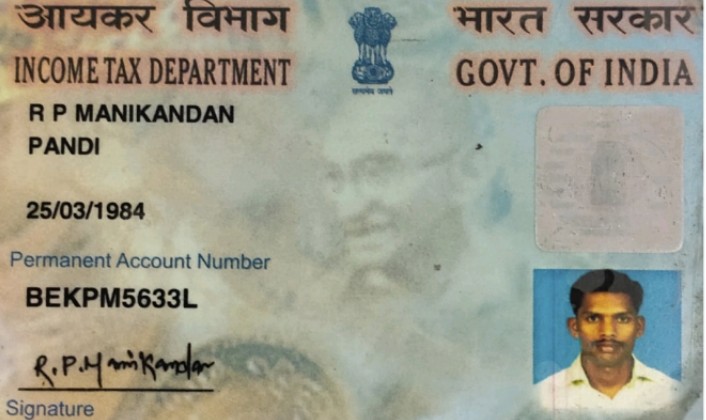 आयकर विभाग
भारत सरकार
INCOME TAX DEPARTMENT
GOVT. OF INDIA
सत्यमेव जयते
R P MANIKANDAN
PANDI
25/03/1984
Permanent Account Number
BEKPM5633L
R.P.Manikandan
Signature